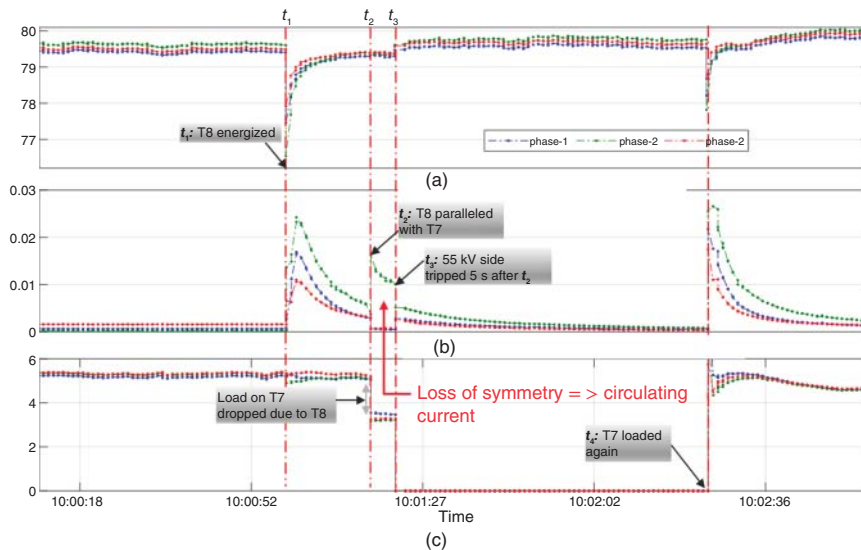 t1 t2 t3
80
79
78
77
t1: T8 energized
phase-1 phase-2 phase-2
(a)
0.03
0.02
0.01
0
t2: T8 paralleled
with T7
t3: 55 kV side
tripped 5 s after t2
(b)
6
4
2
0
Load on T7
dropped due to T8
Loss of symmetry = > circulating
current
t4: T7 loaded
again
10:00:18 10:00:52 10:01:27 10:02:02 10:02:36
Time
(c)